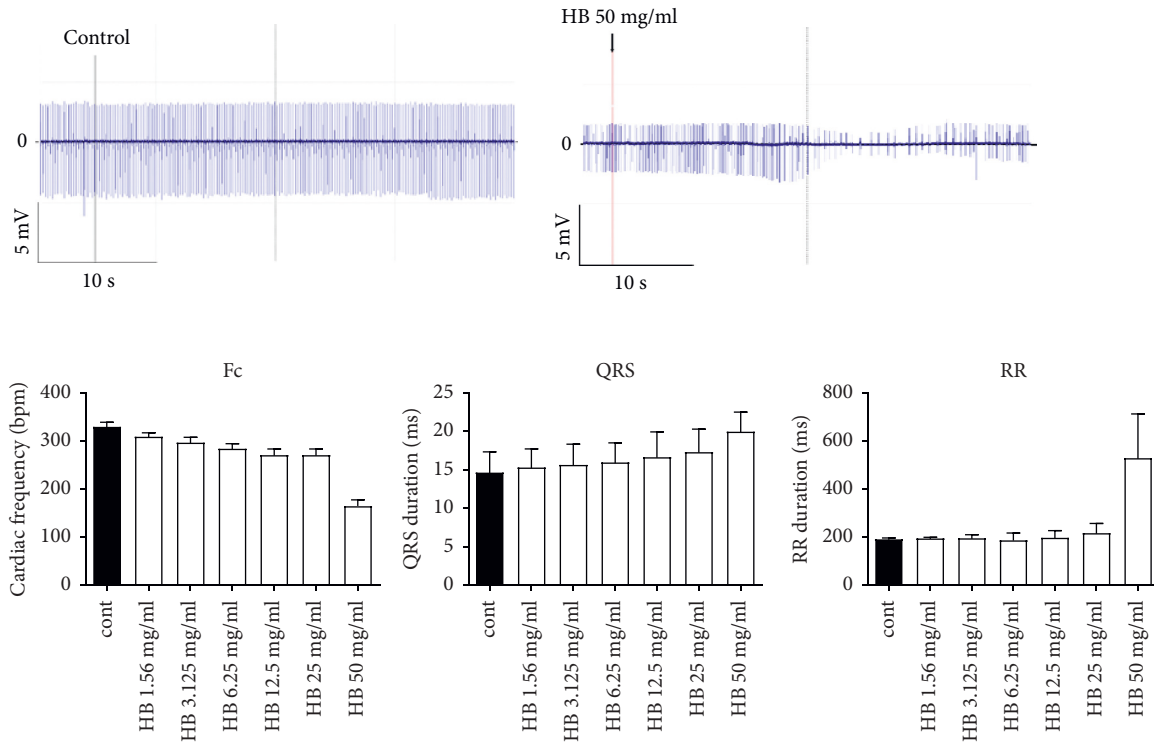 Control
0
5 mV
10 s
HB 50 mg/ml
0
5 mV
10 s
Fc
Cardiac frequency (bpm)
400
300
200
100
0
cont
HB 1.56 mg/ml
HB 3.125 mg/ml
HB 6.25 mg/ml
HB 12.5 mg/ml
HB 25 mg/ml
HB 50 mg/ml
QRS
QRS duration (ms)
25
20
15
10
5
0
cont
HB 1.56 mg/ml
HB 3.125 mg/ml
HB 6.25 mg/ml
HB 12.5 mg/ml
HB 25 mg/ml
HB 50 mg/ml
RR
RR duration (ms)
800
600
400
200
0
cont
HB 1.56 mg/ml
HB 3.125 mg/ml
HB 6.25 mg/ml
HB 12.5 mg/ml
HB 25 mg/ml
HB 50 mg/ml